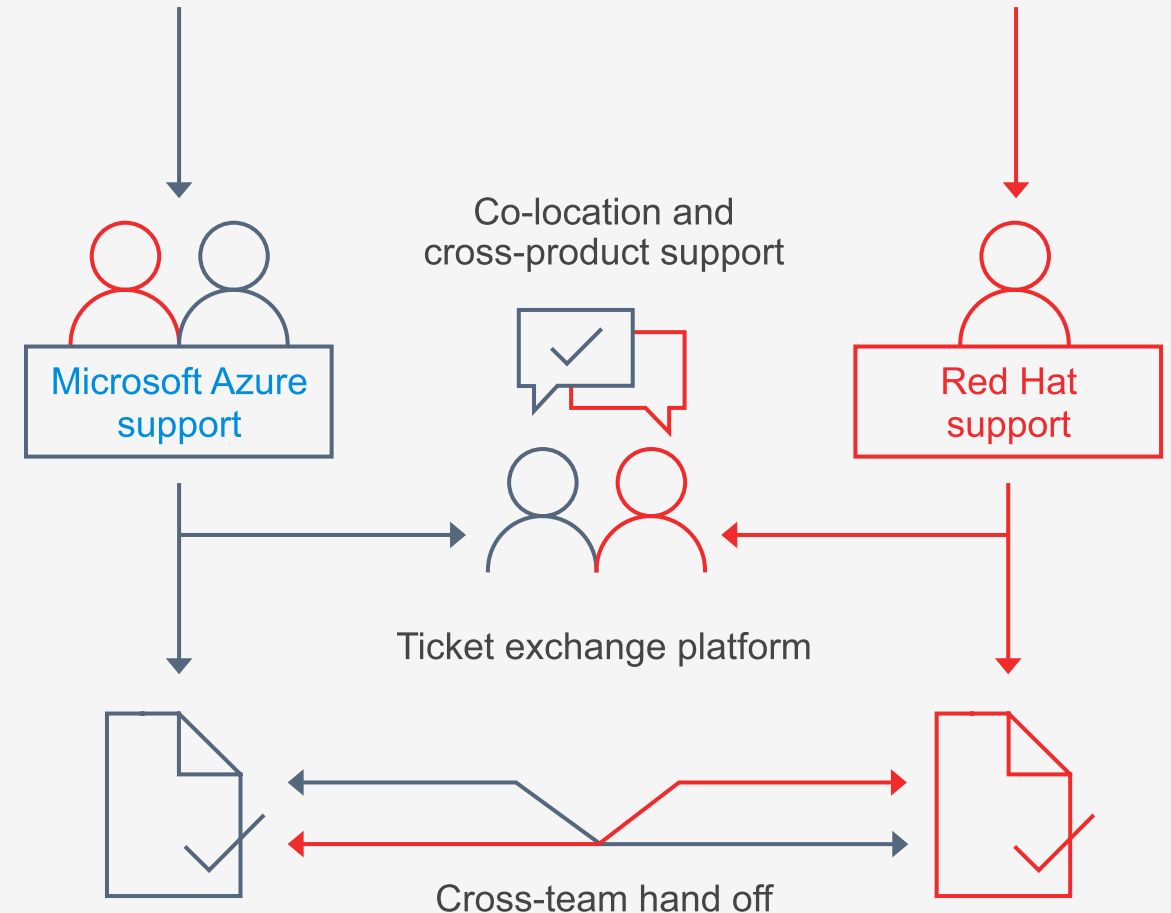 Co-location and
cross-product support
Microsoft Azure
support
Red Hat
support
Ticket exchange platform
Cross-team hand off